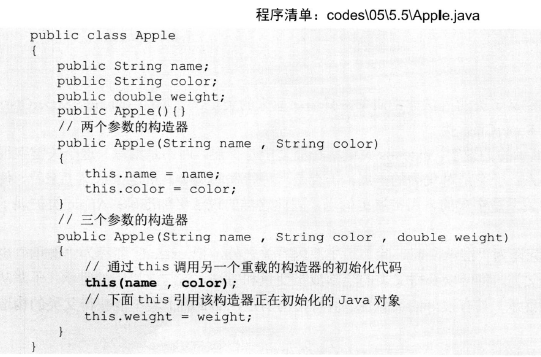 程序清单：codes\05\5.5\Apple.java
public class Apple
{
public String name;
public String color;
public double weight;
public Apple(){}
// 两个参数的构造器
public Apple(String name , String color)
{
this.name = name;
this.color = color;
}
// 三个参数的构造器
public Apple(String name , String color , double weight)
{
// 通过 this 调用另一个重载的构造器的初始化代码
this(name , color);
// 下面 this 引用该构造器正在初始化的 Java 对象
this.weight = weight;
}
}